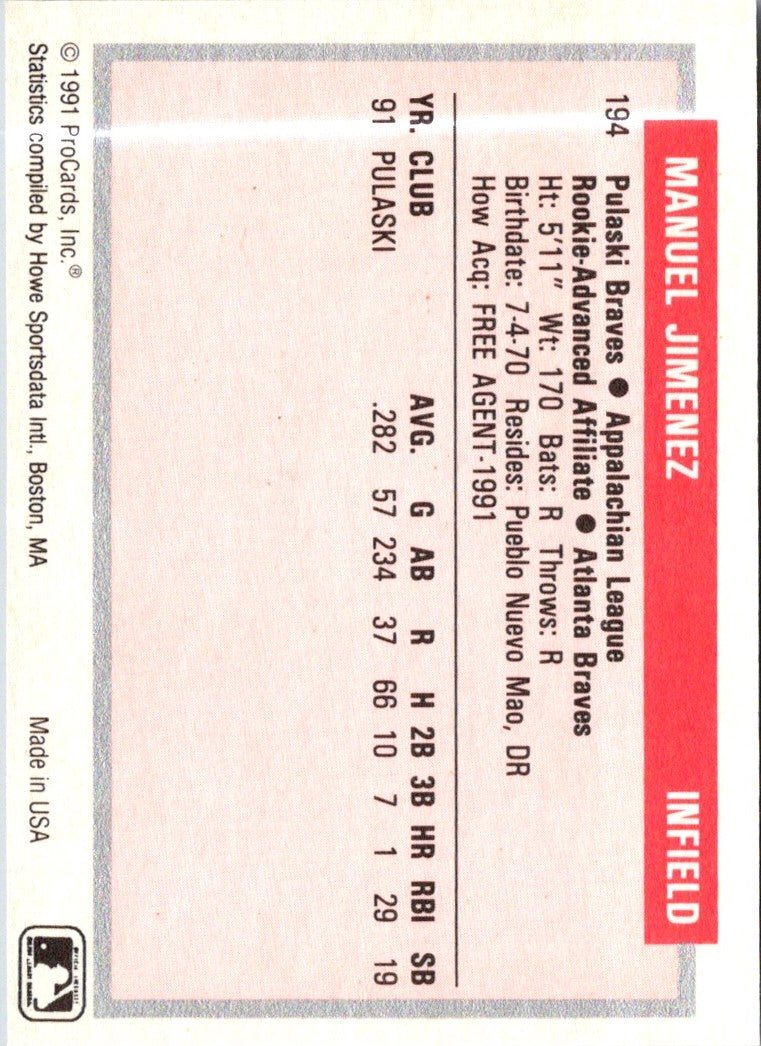 MANUEL JIMENEZ INFIELD
194 Pulaski Braves ● Appalachian League
Rookie-Advanced Affiliate ● Atlanta Braves
Ht: 5'11" Wt: 170 Bats: R Throws: R
Birthdate: 7-4-70 Resides: Pueblo Nuevo Mao, DR
How Acq: FREE AGENT-1991
YR. CLUB AVG. G AB R H 2B 3B HR RBI SB
91 PULASKI .282 57 234 37 66 10 7 1 29 19
© 1991 ProCards, Inc.®
Statistics compiled by Howe Sportsdata Intl., Boston, MA Made in USA